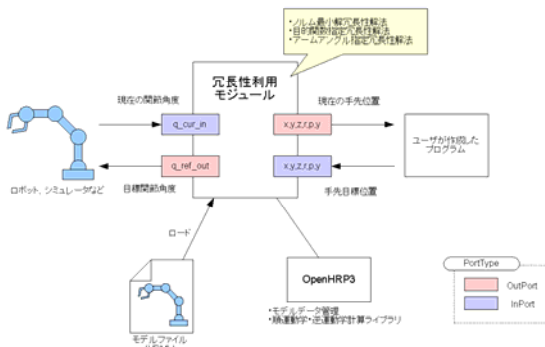 ・ノルム最小解冗長性解法
・目的関数指定冗長性解法
・アームアングル指定冗長性解法
冗長性利用
モジュール
現在の関節角度
現在の手先位置
q_cur_in
x,y,z,r,p,y
ユーザが作成した
プログラム
q_ref_out
x,y,z,r,p,y
ロボット、シミュレータなど
目標関節角度
手先目標位置
ロード
PortType
OutPort
InPort
OpenHRP3
・モデルデータ管理
・順運動学・逆運動学計算ライブラリ
モデルファイル